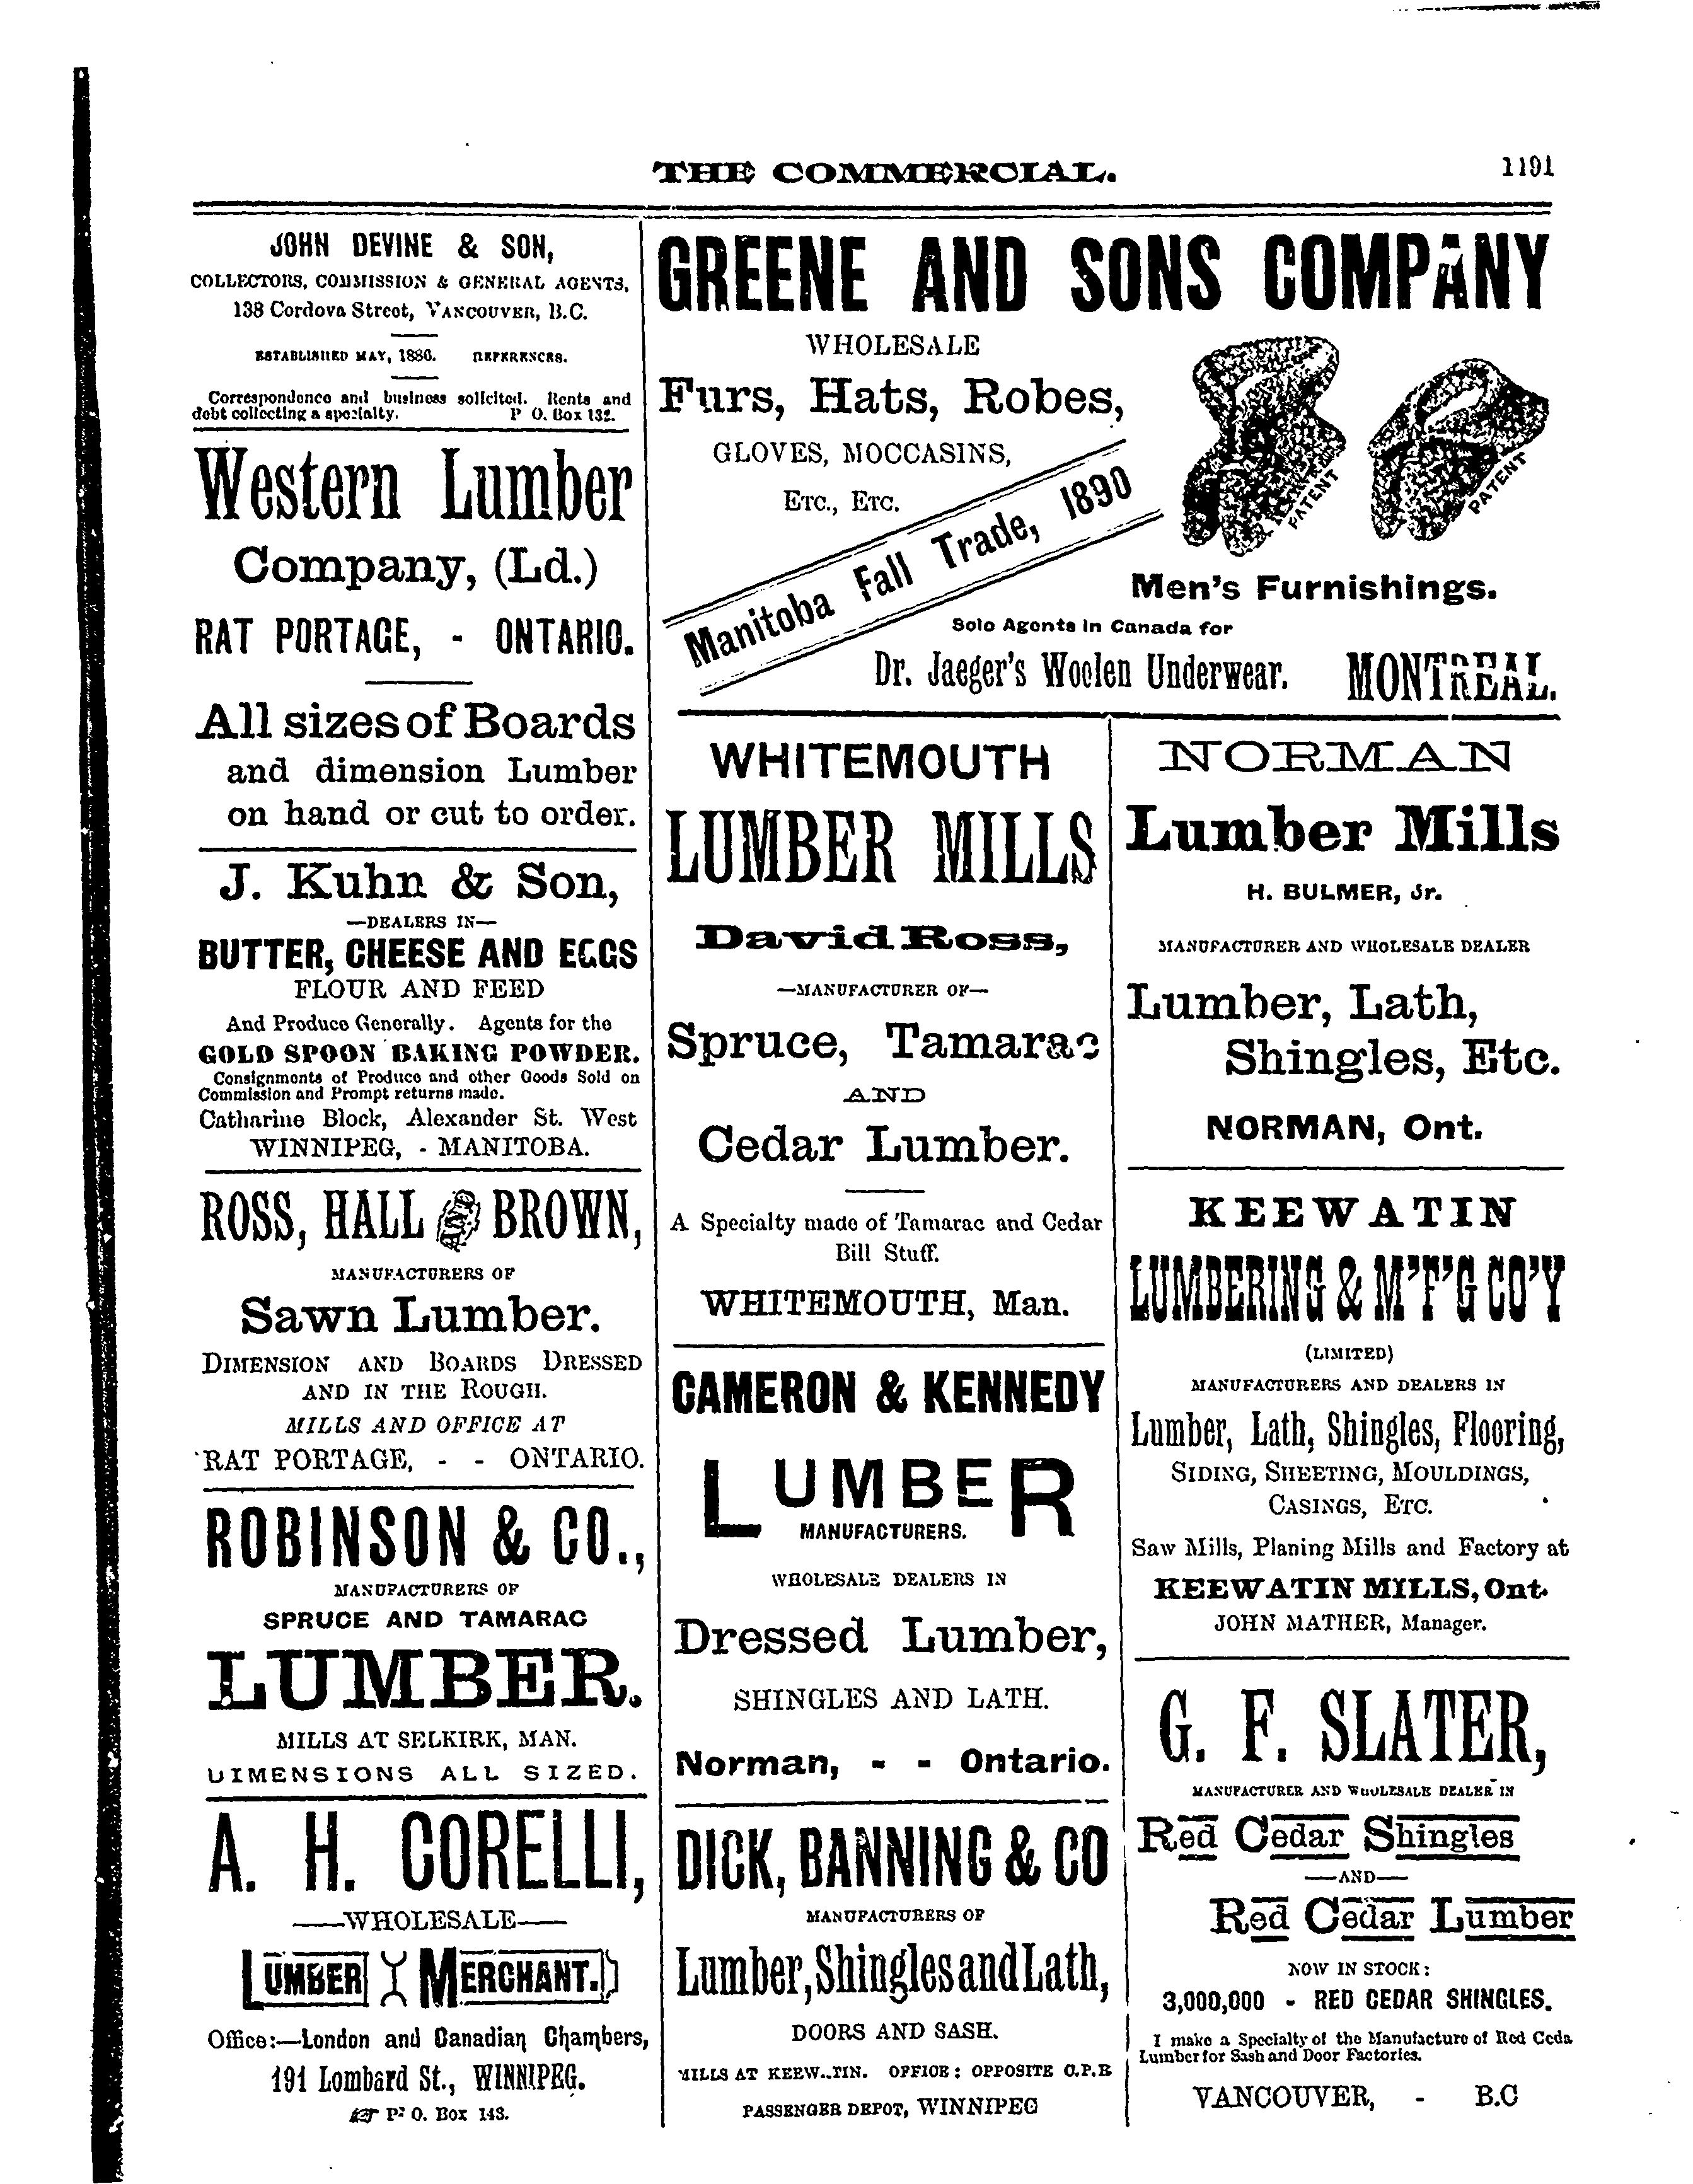 THE COMMERCIAL.
1191
JOHN DEVINE & SON,
COLLECTORS, COMMISSION & GENERAL AGENTS,
138 Cordova Street, VANCOUVER, B.C.
ESTABLISHED MAY, 1886. REFERENCES.
Correspondence and business solicited. Rents and
debt collecting a specialty. P O. Box 132.
Western Lumber
Company, (Ld.)
RAT PORTAGE, - ONTARIO.
All sizes of Boards
and dimension Lumber
on hand or cut to order.
J. Kuhn & Son,
—DEALERS IN—
BUTTER, CHEESE AND EGGS
FLOUR AND FEED
And Produce Generally. Agents for the
GOLD SPOON BAKING POWDER.
Consignments of Produce and other Goods Sold on
Commission and Prompt returns made.
Catharine Block, Alexander St. West
WINNIPEG, - MANITOBA.
ROSS, HALL AND BROWN,
MANUFACTURERS OF
Sawn Lumber.
DIMENSION AND BOARDS DRESSED
AND IN THE ROUGH.
MILLS AND OFFICE AT
RAT PORTAGE, - - ONTARIO.
ROBINSON & CO.,
MANUFACTURERS OF
SPRUCE AND TAMARAC
LUMBER.
MILLS AT SELKIRK, MAN.
DIMENSIONS ALL SIZED.
A. H. CORELLI,
—WHOLESALE—
LUMBER MERCHANT.
Office:—London and Canadian Chambers,
191 Lombard St., WINNIPEG.
☞ P. O. Box 143.
GREENE AND SONS COMPANY
WHOLESALE
Furs, Hats, Robes,
GLOVES, MOCCASINS,
ETC., ETC.
Manitoba Fall Trade, 1890
PATENT
PATENT
Men's Furnishings.
Sole Agents in Canada for
Dr. Jaeger's Woolen Underwear. MONTREAL.
WHITEMOUTH
LUMBER MILLS
David Ross,
—MANUFACTURER OF—
Spruce, Tamarac
AND
Cedar Lumber.
A Specialty made of Tamarac and Cedar
Bill Stuff.
WHITEMOUTH, Man.
CAMERON & KENNEDY
LUMBER
MANUFACTURERS.
WHOLESALE DEALERS IN
Dressed Lumber,
SHINGLES AND LATH.
Norman, - - Ontario.
DICK, BANNING & CO
MANUFACTURERS OF
Lumber, Shingles and Lath,
DOORS AND SASH.
MILLS AT KEEW..TIN. OFFICE: OPPOSITE C.P.R
PASSENGER DEPOT, WINNIPEG
NORMAN
Lumber Mills
H. BULMER, Jr.
MANUFACTURER AND WHOLESALE DEALER
Lumber, Lath,
Shingles, Etc.
NORMAN, Ont.
KEEWATIN
LUMBERING & M'F'G CO'Y
(LIMITED)
MANUFACTURERS AND DEALERS IN
Lumber, Lath, Shingles, Flooring,
SIDING, SHEETING, MOULDINGS,
CASINGS, ETC.
Saw Mills, Planing Mills and Factory at
KEEWATIN MILLS, Ont.
JOHN MATHER, Manager.
G. F. SLATER,
MANUFACTURER AND WHOLESALE DEALER IN
Red Cedar Shingles
—AND—
Red Cedar Lumber
NOW IN STOCK:
3,000,000 - RED CEDAR SHINGLES.
I make a Specialty of the Manufacture of Red Ceda
Lumber for Sash and Door Factories.
VANCOUVER, - B.C